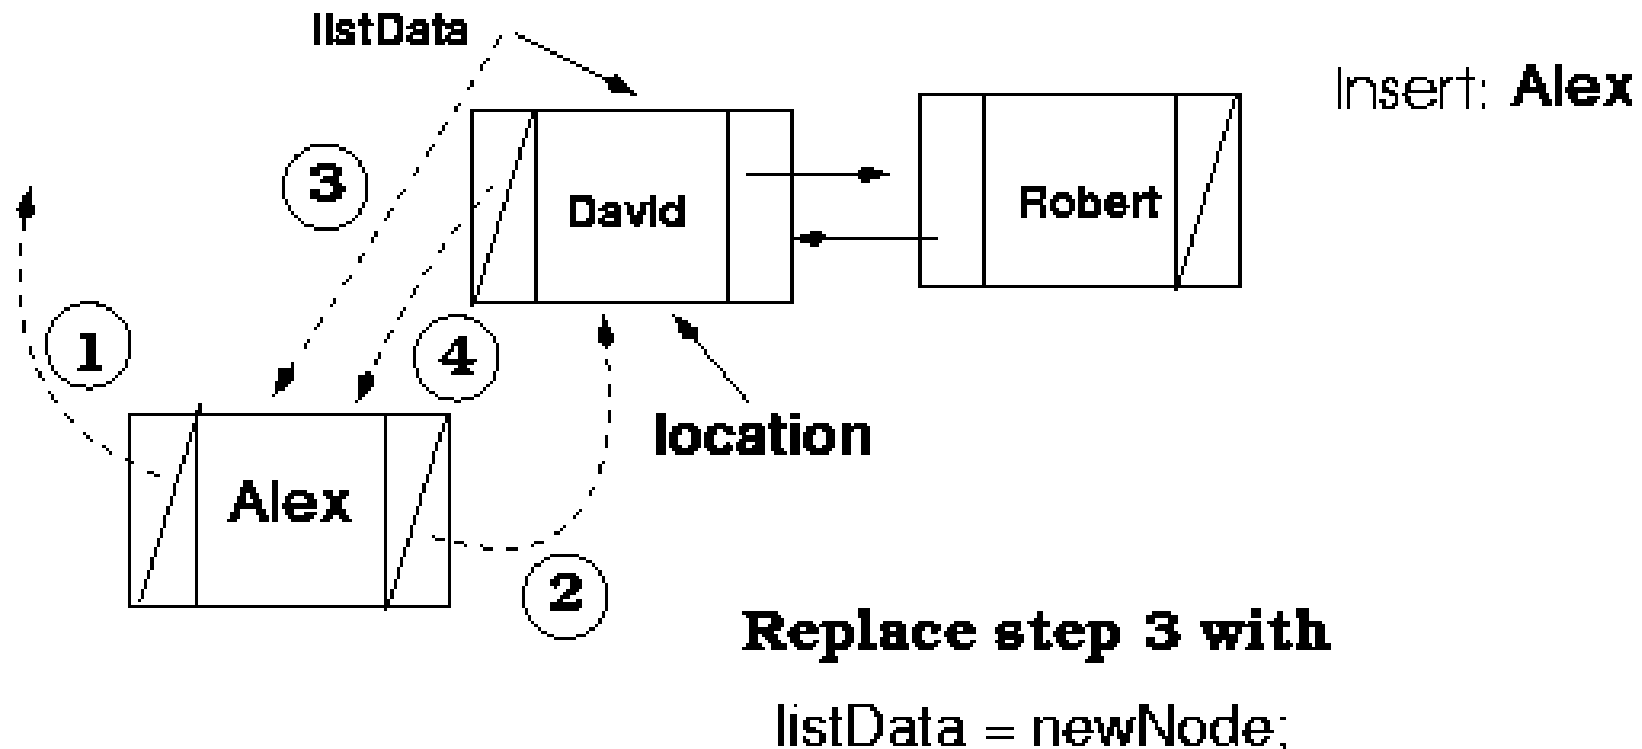 listData
Insert: Alex
3
David
Robert
1
4
location
Alex
2
Replace step 3 with
listData = newNode;